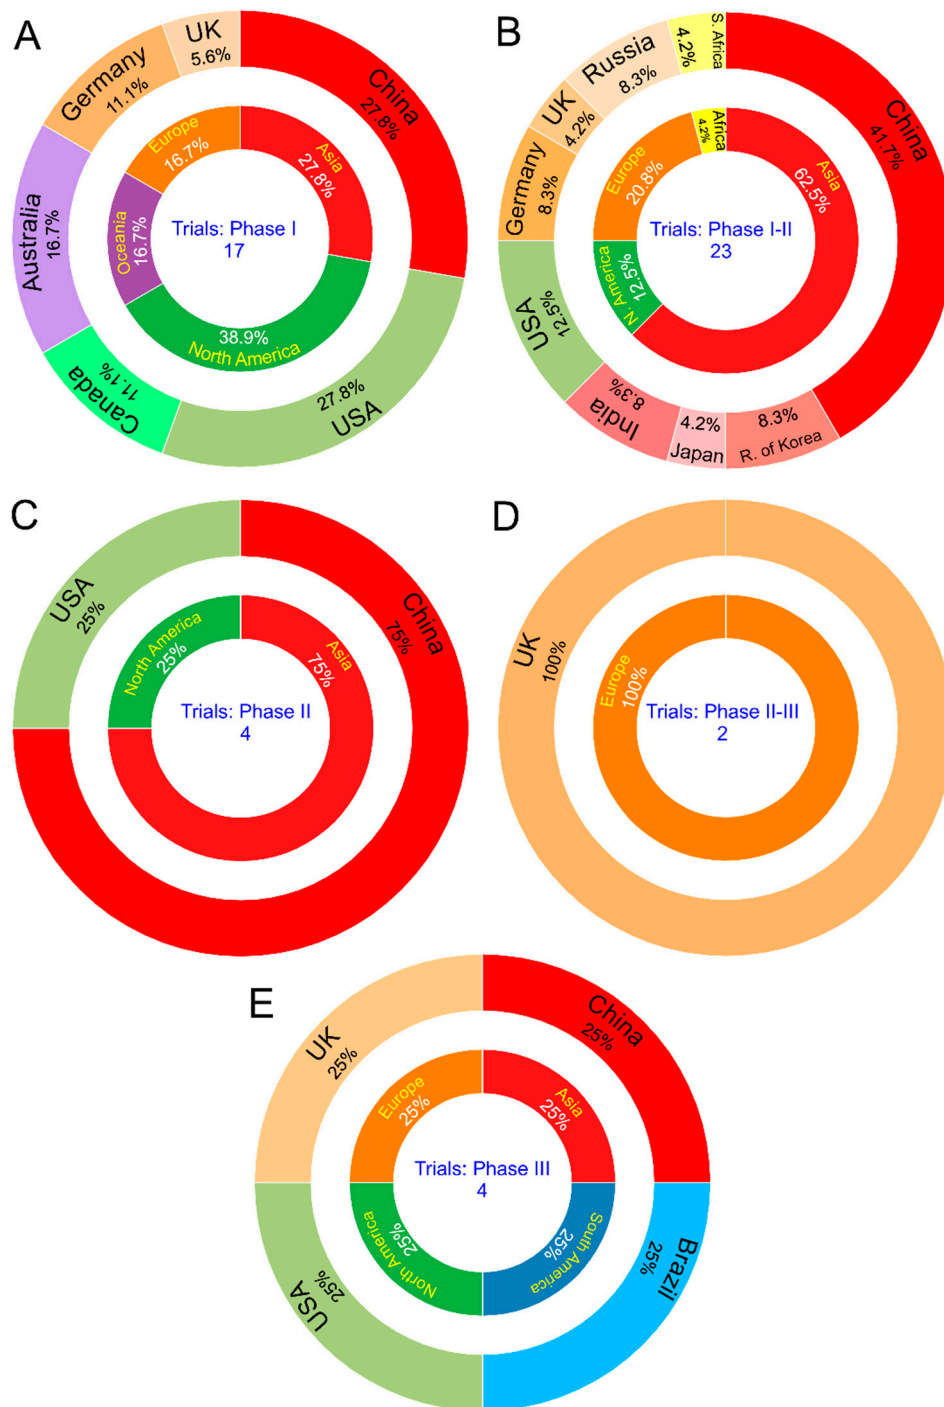 A
UK
5.6%
China
27.8%
Germany
11.1%
Australia
16.7%
Canada
11.1%
USA
27.8%
Europe
16.7%
Asia
27.8%
Oceania
16.7%
38.9%
North America
Trials: Phase I
17
B
S. Africa
4.2%
Russia
8.3%
UK
4.2%
Germany
8.3%
USA
12.5%
India
8.3%
4.2%
Japan
8.3%
R. of Korea
China
41.7%
Africa
4.2%
Europe
20.8%
Asia
62.5%
N. America
12.5%
Trials: Phase I-II
23
C
USA
25%
China
75%
North America
25%
Asia
75%
Trials: Phase II
4
D
UK
100%
Europe
100%
Trials: Phase II-III
2
E
UK
25%
China
25%
Europe
25%
Asia
25%
Trials: Phase III
4
25%
North America
25%
South America
25%
USA
25%
Brazil